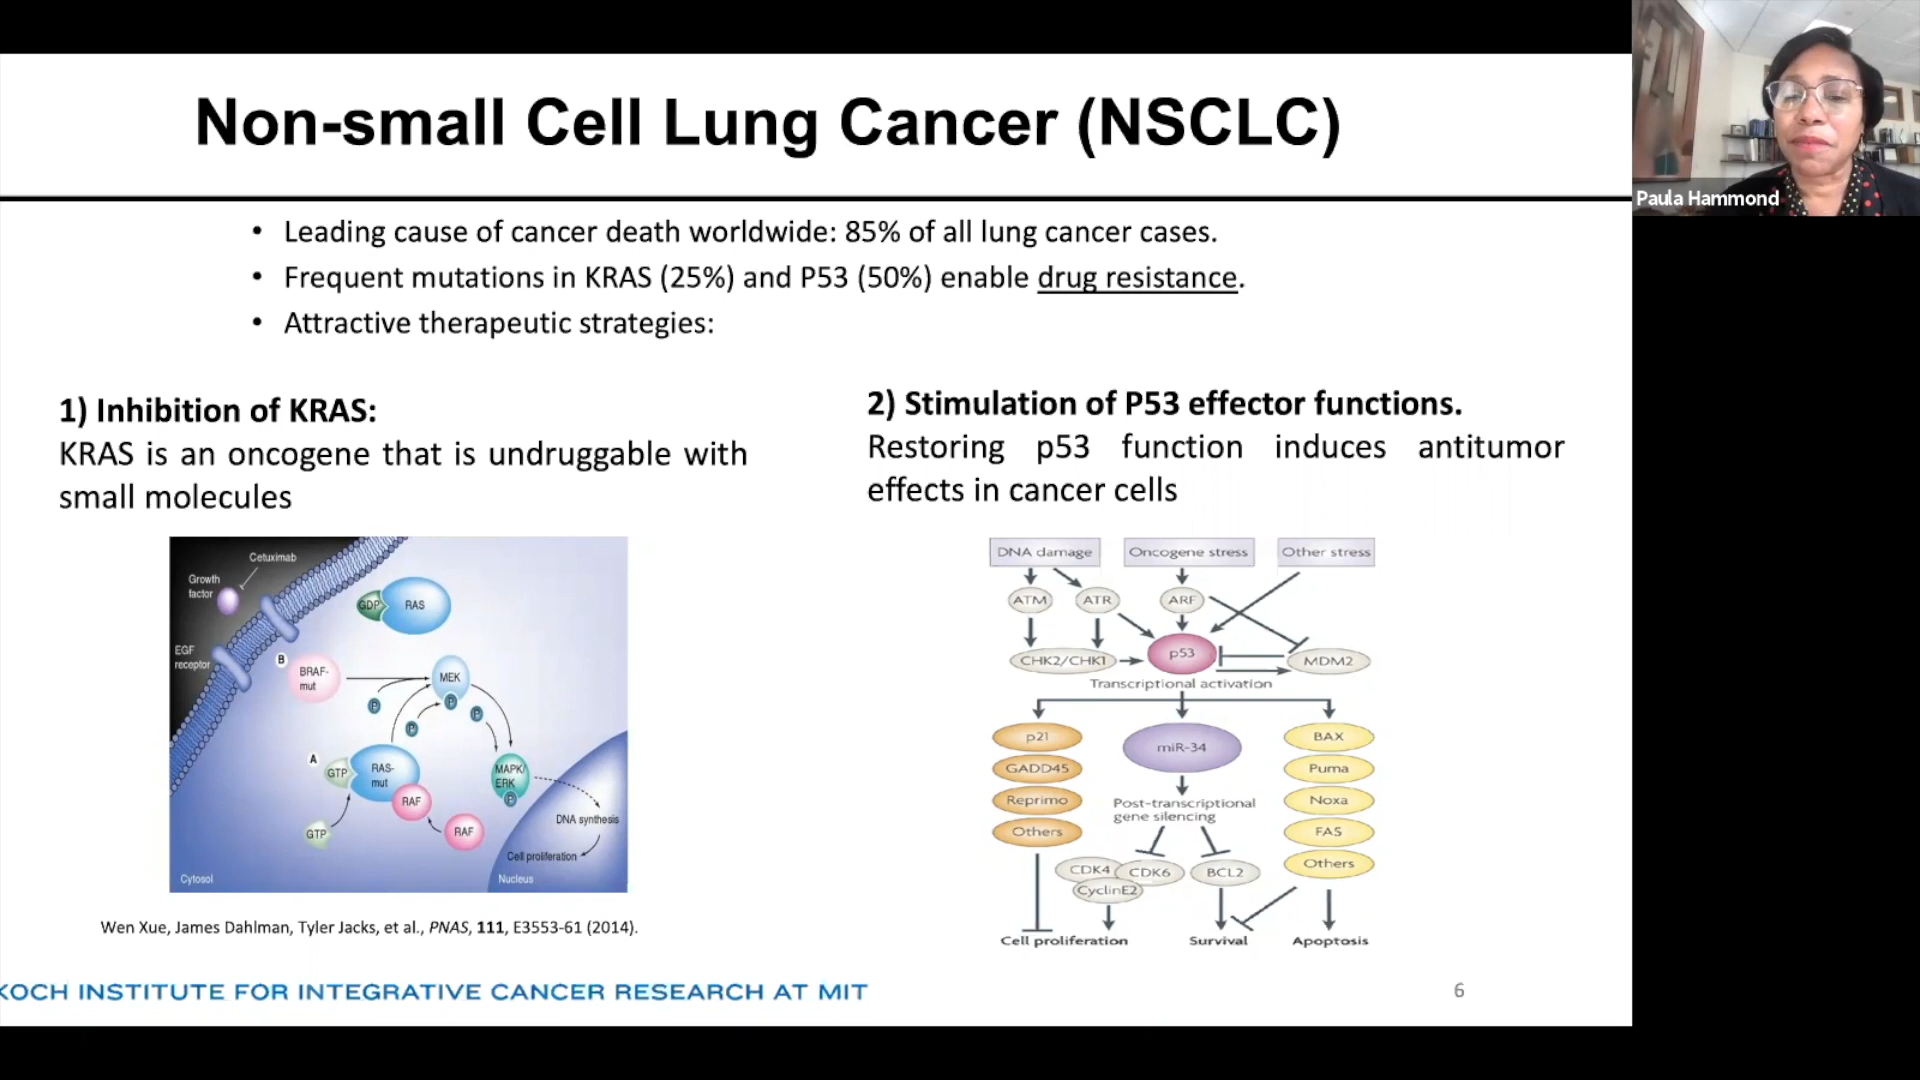 Non-small Cell Lung Cancer (NSCLC)
Paula Hammond
• Leading cause of cancer death worldwide: 85% of all lung cancer cases.
• Frequent mutations in KRAS (25%) and P53 (50%) enable drug resistance.
• Attractive therapeutic strategies:
1) Inhibition of KRAS:
KRAS is an oncogene that is undruggable with
small molecules
2) Stimulation of P53 effector functions.
Restoring p53 function induces antitumor
effects in cancer cells
Cetuximab
Growth
factor
GDP
RAS
EGF
receptor
B
BRAF-
mut
MEK
P
P
P
P
A
GTP
RAS-
mut
MAPK/
ERK
P
RAF
RAF
GTP
DNA synthesis
Cell proliferation
Cytosol
Nucleus
DNA damage
Oncogene stress
Other stress
ATM
ATR
ARF
CHK2/CHK1
p53
MDM2
Transcriptional activation
p21
miR-34
BAX
GADD45
Puma
Reprimo
Post-transcriptional
gene silencing
Noxa
Others
FAS
Others
CDK4
CDK6
BCL2
CyclinE2
Cell proliferation
Survival
Apoptosis
Wen Xue, James Dahlman, Tyler Jacks, et al., PNAS, 111, E3553-61 (2014).
KOCH INSTITUTE FOR INTEGRATIVE CANCER RESEARCH AT MIT
6